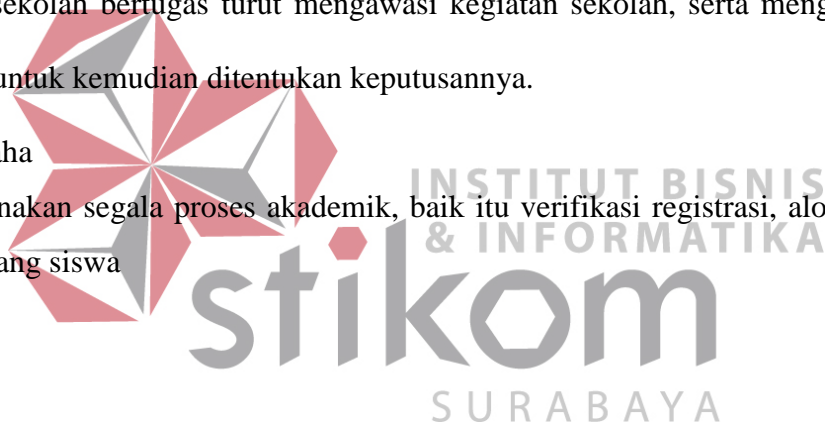 sekolah bertugas turut mengawasi kegiatan sekolah, serta meng
untuk kemudian ditentukan keputusannya.
aha
nakan segala proses akademik, baik itu verifikasi registrasi, alo
ang siswa
INSTITUT BISNIS
& INFORMATIKA
stikom
SURABAYA